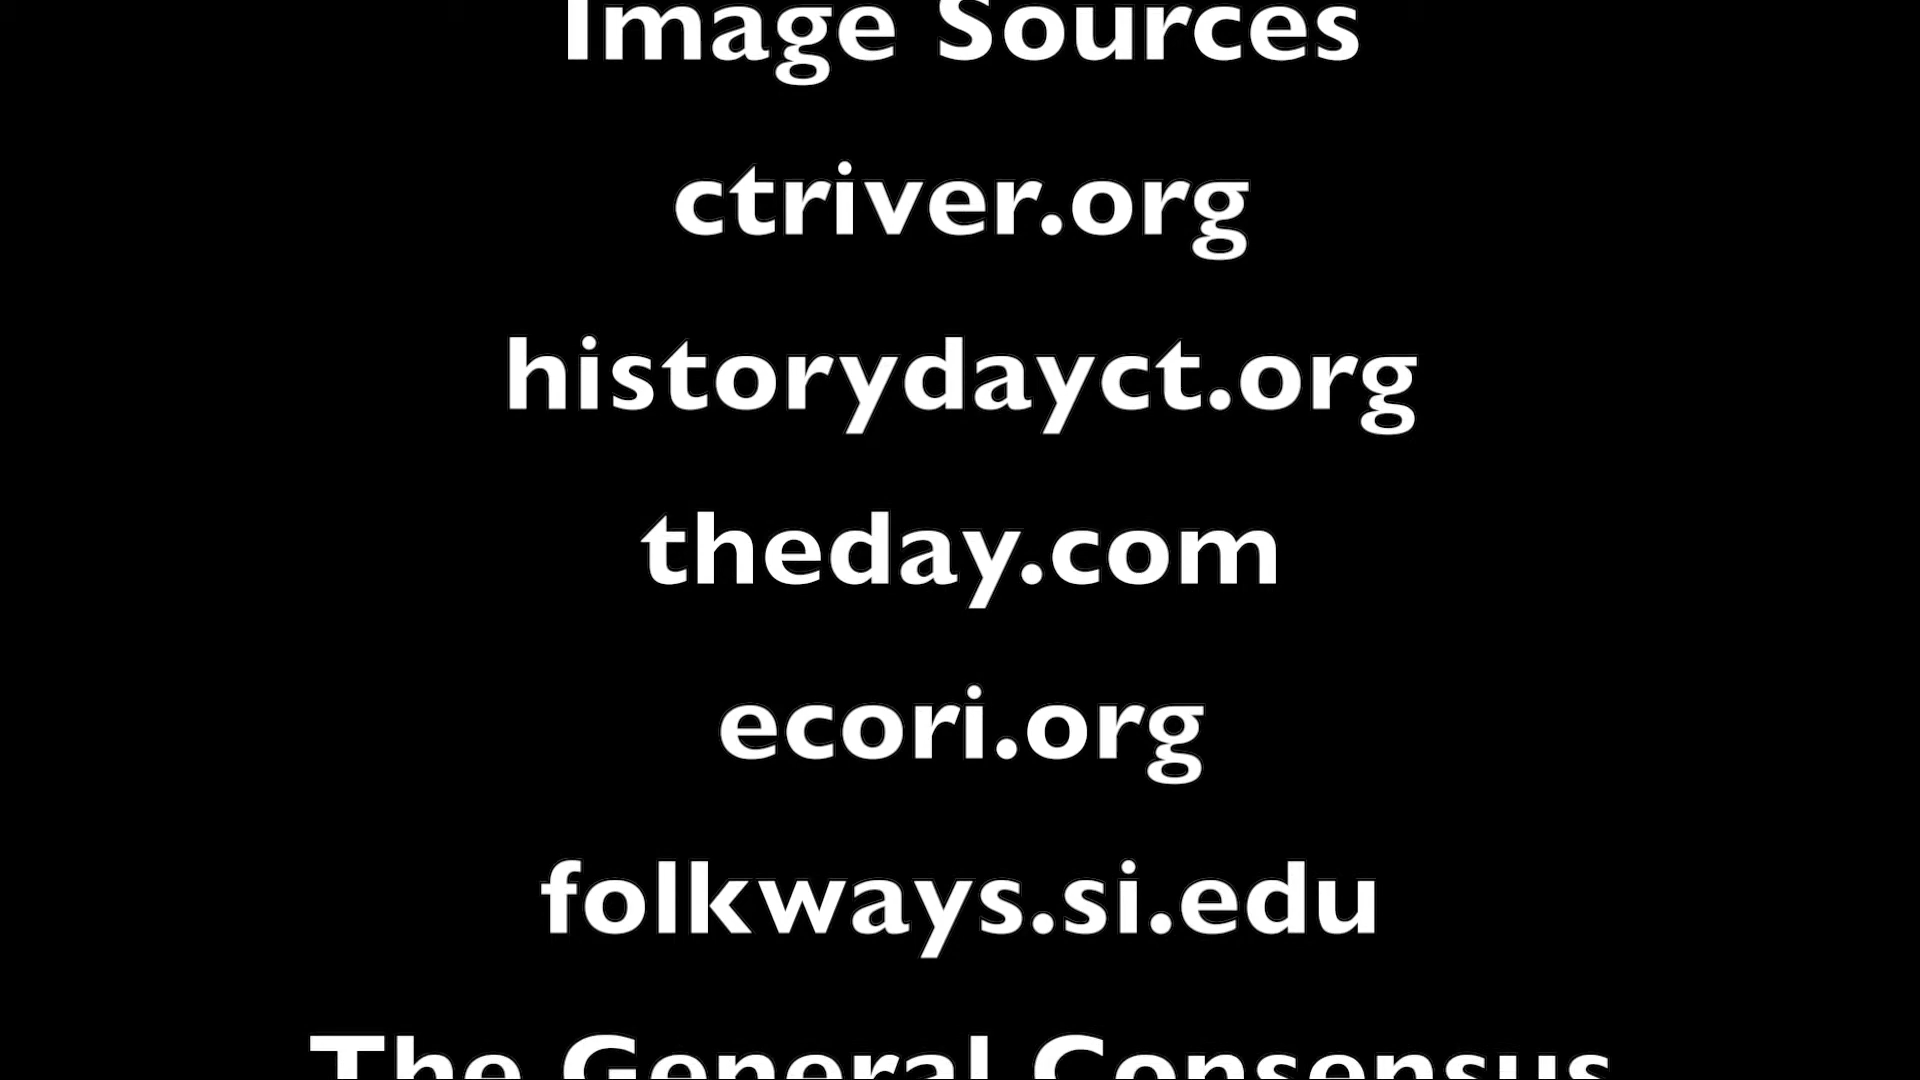 Image Sources
ctriver.org
historydayct.org
theday.com
ecori.org
folkways.si.edu
The General Consensus